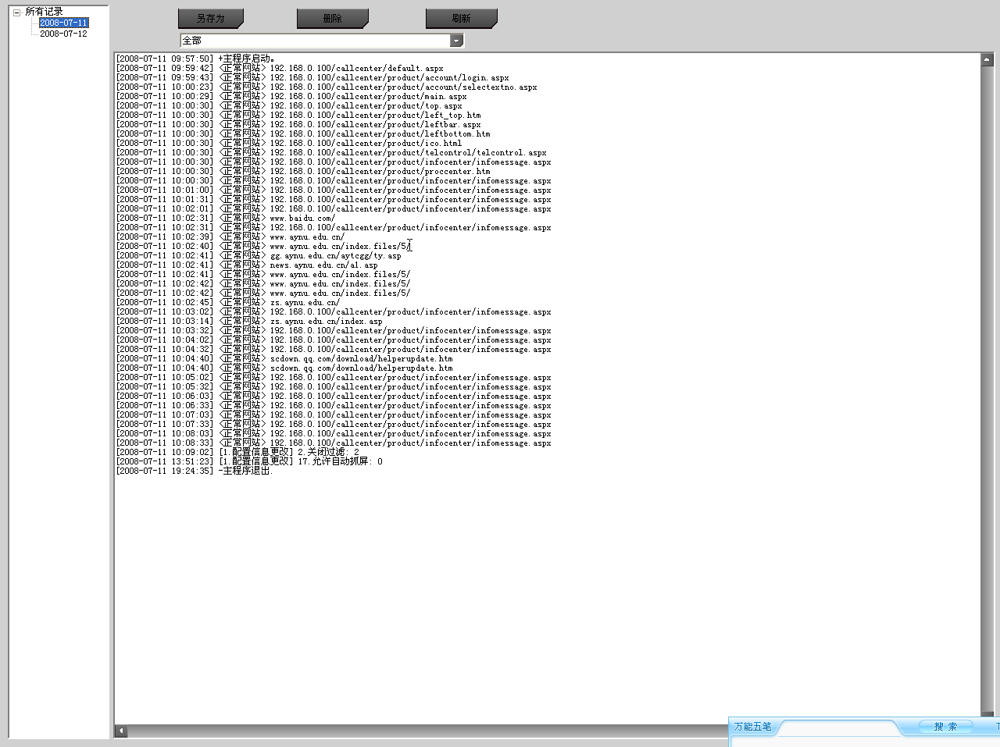 所有记录
2008-07-11
2008-07-12
另存为
删除
刷新
全部
[2008-07-11 09:57:50] +主程序启动。
[2008-07-11 09:59:42] <正常网站> 192.168.0.100/callcenter/default.aspx
[2008-07-11 09:59:43] <正常网站> 192.168.0.100/callcenter/product/account/login.aspx
[2008-07-11 10:00:23] <正常网站> 192.168.0.100/callcenter/product/account/selectextno.aspx
[2008-07-11 10:00:29] <正常网站> 192.168.0.100/callcenter/product/main.aspx
[2008-07-11 10:00:30] <正常网站> 192.168.0.100/callcenter/product/top.aspx
[2008-07-11 10:00:30] <正常网站> 192.168.0.100/callcenter/product/left_top.htm
[2008-07-11 10:00:30] <正常网站> 192.168.0.100/callcenter/product/leftbar.aspx
[2008-07-11 10:00:30] <正常网站> 192.168.0.100/callcenter/product/leftbottom.htm
[2008-07-11 10:00:30] <正常网站> 192.168.0.100/callcenter/product/ico.html
[2008-07-11 10:00:30] <正常网站> 192.168.0.100/callcenter/product/telcontrol/telcontrol.aspx
[2008-07-11 10:00:30] <正常网站> 192.168.0.100/callcenter/product/infocenter/infomessage.aspx
[2008-07-11 10:00:30] <正常网站> 192.168.0.100/callcenter/product/proccenter.htm
[2008-07-11 10:00:30] <正常网站> 192.168.0.100/callcenter/product/infocenter/infomessage.aspx
[2008-07-11 10:01:00] <正常网站> 192.168.0.100/callcenter/product/infocenter/infomessage.aspx
[2008-07-11 10:01:31] <正常网站> 192.168.0.100/callcenter/product/infocenter/infomessage.aspx
[2008-07-11 10:02:01] <正常网站> 192.168.0.100/callcenter/product/infocenter/infomessage.aspx
[2008-07-11 10:02:31] <正常网站> www.baidu.com/
[2008-07-11 10:02:31] <正常网站> 192.168.0.100/callcenter/product/infocenter/infomessage.aspx
[2008-07-11 10:02:39] <正常网站> www.aynu.edu.cn/
[2008-07-11 10:02:40] <正常网站> www.aynu.edu.cn/index.files/5/
[2008-07-11 10:02:41] <正常网站> gg.aynu.edu.cn/aytcgg/ty.asp
[2008-07-11 10:02:41] <正常网站> news.aynu.edu.cn/a1.asp
[2008-07-11 10:02:41] <正常网站> www.aynu.edu.cn/index.files/5/
[2008-07-11 10:02:42] <正常网站> www.aynu.edu.cn/index.files/5/
[2008-07-11 10:02:42] <正常网站> www.aynu.edu.cn/index.files/5/
[2008-07-11 10:02:45] <正常网站> zs.aynu.edu.cn/
[2008-07-11 10:03:02] <正常网站> 192.168.0.100/callcenter/product/infocenter/infomessage.aspx
[2008-07-11 10:03:14] <正常网站> zs.aynu.edu.cn/index.asp
[2008-07-11 10:03:32] <正常网站> 192.168.0.100/callcenter/product/infocenter/infomessage.aspx
[2008-07-11 10:04:02] <正常网站> 192.168.0.100/callcenter/product/infocenter/infomessage.aspx
[2008-07-11 10:04:32] <正常网站> 192.168.0.100/callcenter/product/infocenter/infomessage.aspx
[2008-07-11 10:04:40] <正常网站> scdown.qq.com/download/helperupdate.htm
[2008-07-11 10:04:40] <正常网站> scdown.qq.com/download/helperupdate.htm
[2008-07-11 10:05:02] <正常网站> 192.168.0.100/callcenter/product/infocenter/infomessage.aspx
[2008-07-11 10:05:32] <正常网站> 192.168.0.100/callcenter/product/infocenter/infomessage.aspx
[2008-07-11 10:06:03] <正常网站> 192.168.0.100/callcenter/product/infocenter/infomessage.aspx
[2008-07-11 10:06:33] <正常网站> 192.168.0.100/callcenter/product/infocenter/infomessage.aspx
[2008-07-11 10:07:03] <正常网站> 192.168.0.100/callcenter/product/infocenter/infomessage.aspx
[2008-07-11 10:07:33] <正常网站> 192.168.0.100/callcenter/product/infocenter/infomessage.aspx
[2008-07-11 10:08:03] <正常网站> 192.168.0.100/callcenter/product/infocenter/infomessage.aspx
[2008-07-11 10:08:33] <正常网站> 192.168.0.100/callcenter/product/infocenter/infomessage.aspx
[2008-07-11 10:09:02] [1.配置信息更改] 2.关闭过滤: 2
[2008-07-11 13:51:23] [1.配置信息更改] 17.允许自动抓屏: 0
[2008-07-11 19:24:35] -主程序退出.
万能五笔
搜 索